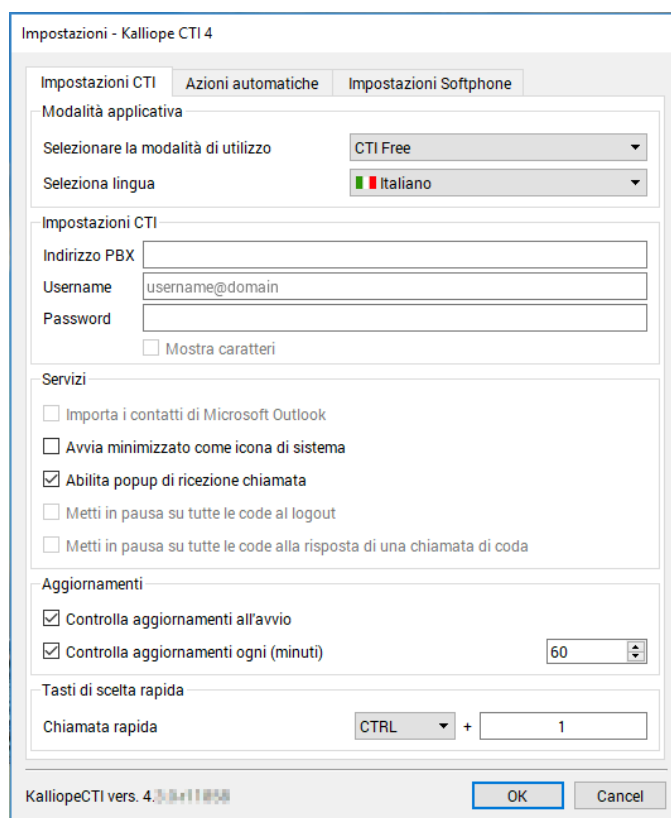 Impostazioni - Kalliope CTI 4
Impostazioni CTI Azioni automatiche Impostazioni Softphone
Modalità applicativa
Selezionare la modalità di utilizzo CTI Free
Seleziona lingua Italiano
Impostazioni CTI
Indirizzo PBX
Username username@domain
Password
Mostra caratteri
Servizi
Importa i contatti di Microsoft Outlook
Avvia minimizzato come icona di sistema
Abilita popup di ricezione chiamata
Metti in pausa su tutte le code al logout
Metti in pausa su tutte le code alla risposta di una chiamata di coda
Aggiornamenti
Controlla aggiornamenti all'avvio
Controlla aggiornamenti ogni (minuti) 60
Tasti di scelta rapida
Chiamata rapida CTRL + 1
KalliopeCTI vers. 4. OK Cancel